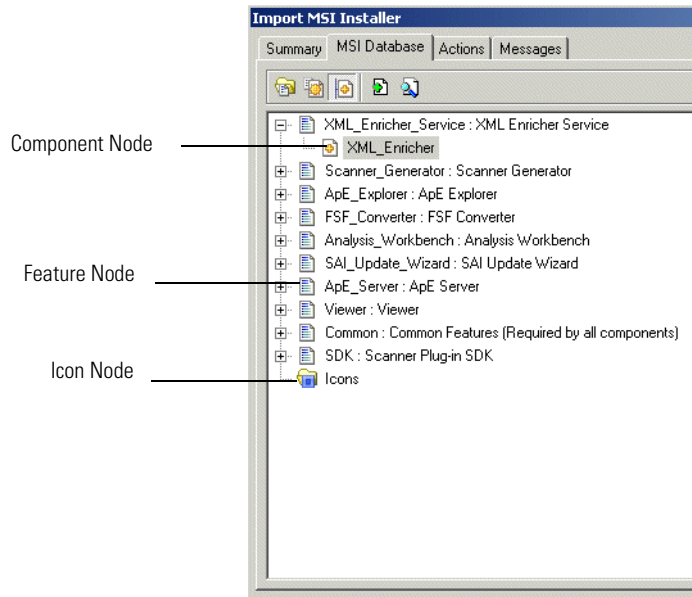 Import MSI Installer
Summary MSI Database Actions Messages
XML_Enricher_Service : XML Enricher Service
Component Node
XML_Enricher
Scanner_Generator : Scanner Generator
ApE_Explorer : ApE Explorer
FSF_Converter : FSF Converter
Analysis_Workbench : Analysis Workbench
SAI_Update_Wizard : SAI Update Wizard
Feature Node
ApE_Server : ApE Server
Viewer : Viewer
Common : Common Features (Required by all components)
SDK : Scanner Plug-in SDK
Icon Node
Icons